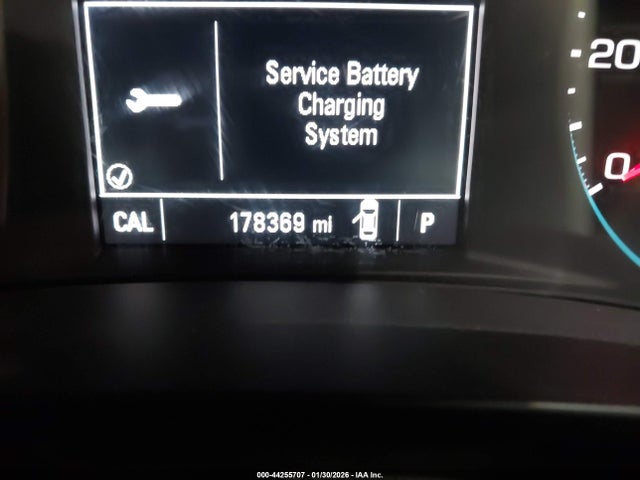 Service Battery
Charging
System
20
0
CAL 178369 mi P
000-44255707 - 01/30/2026 - IAA Inc.